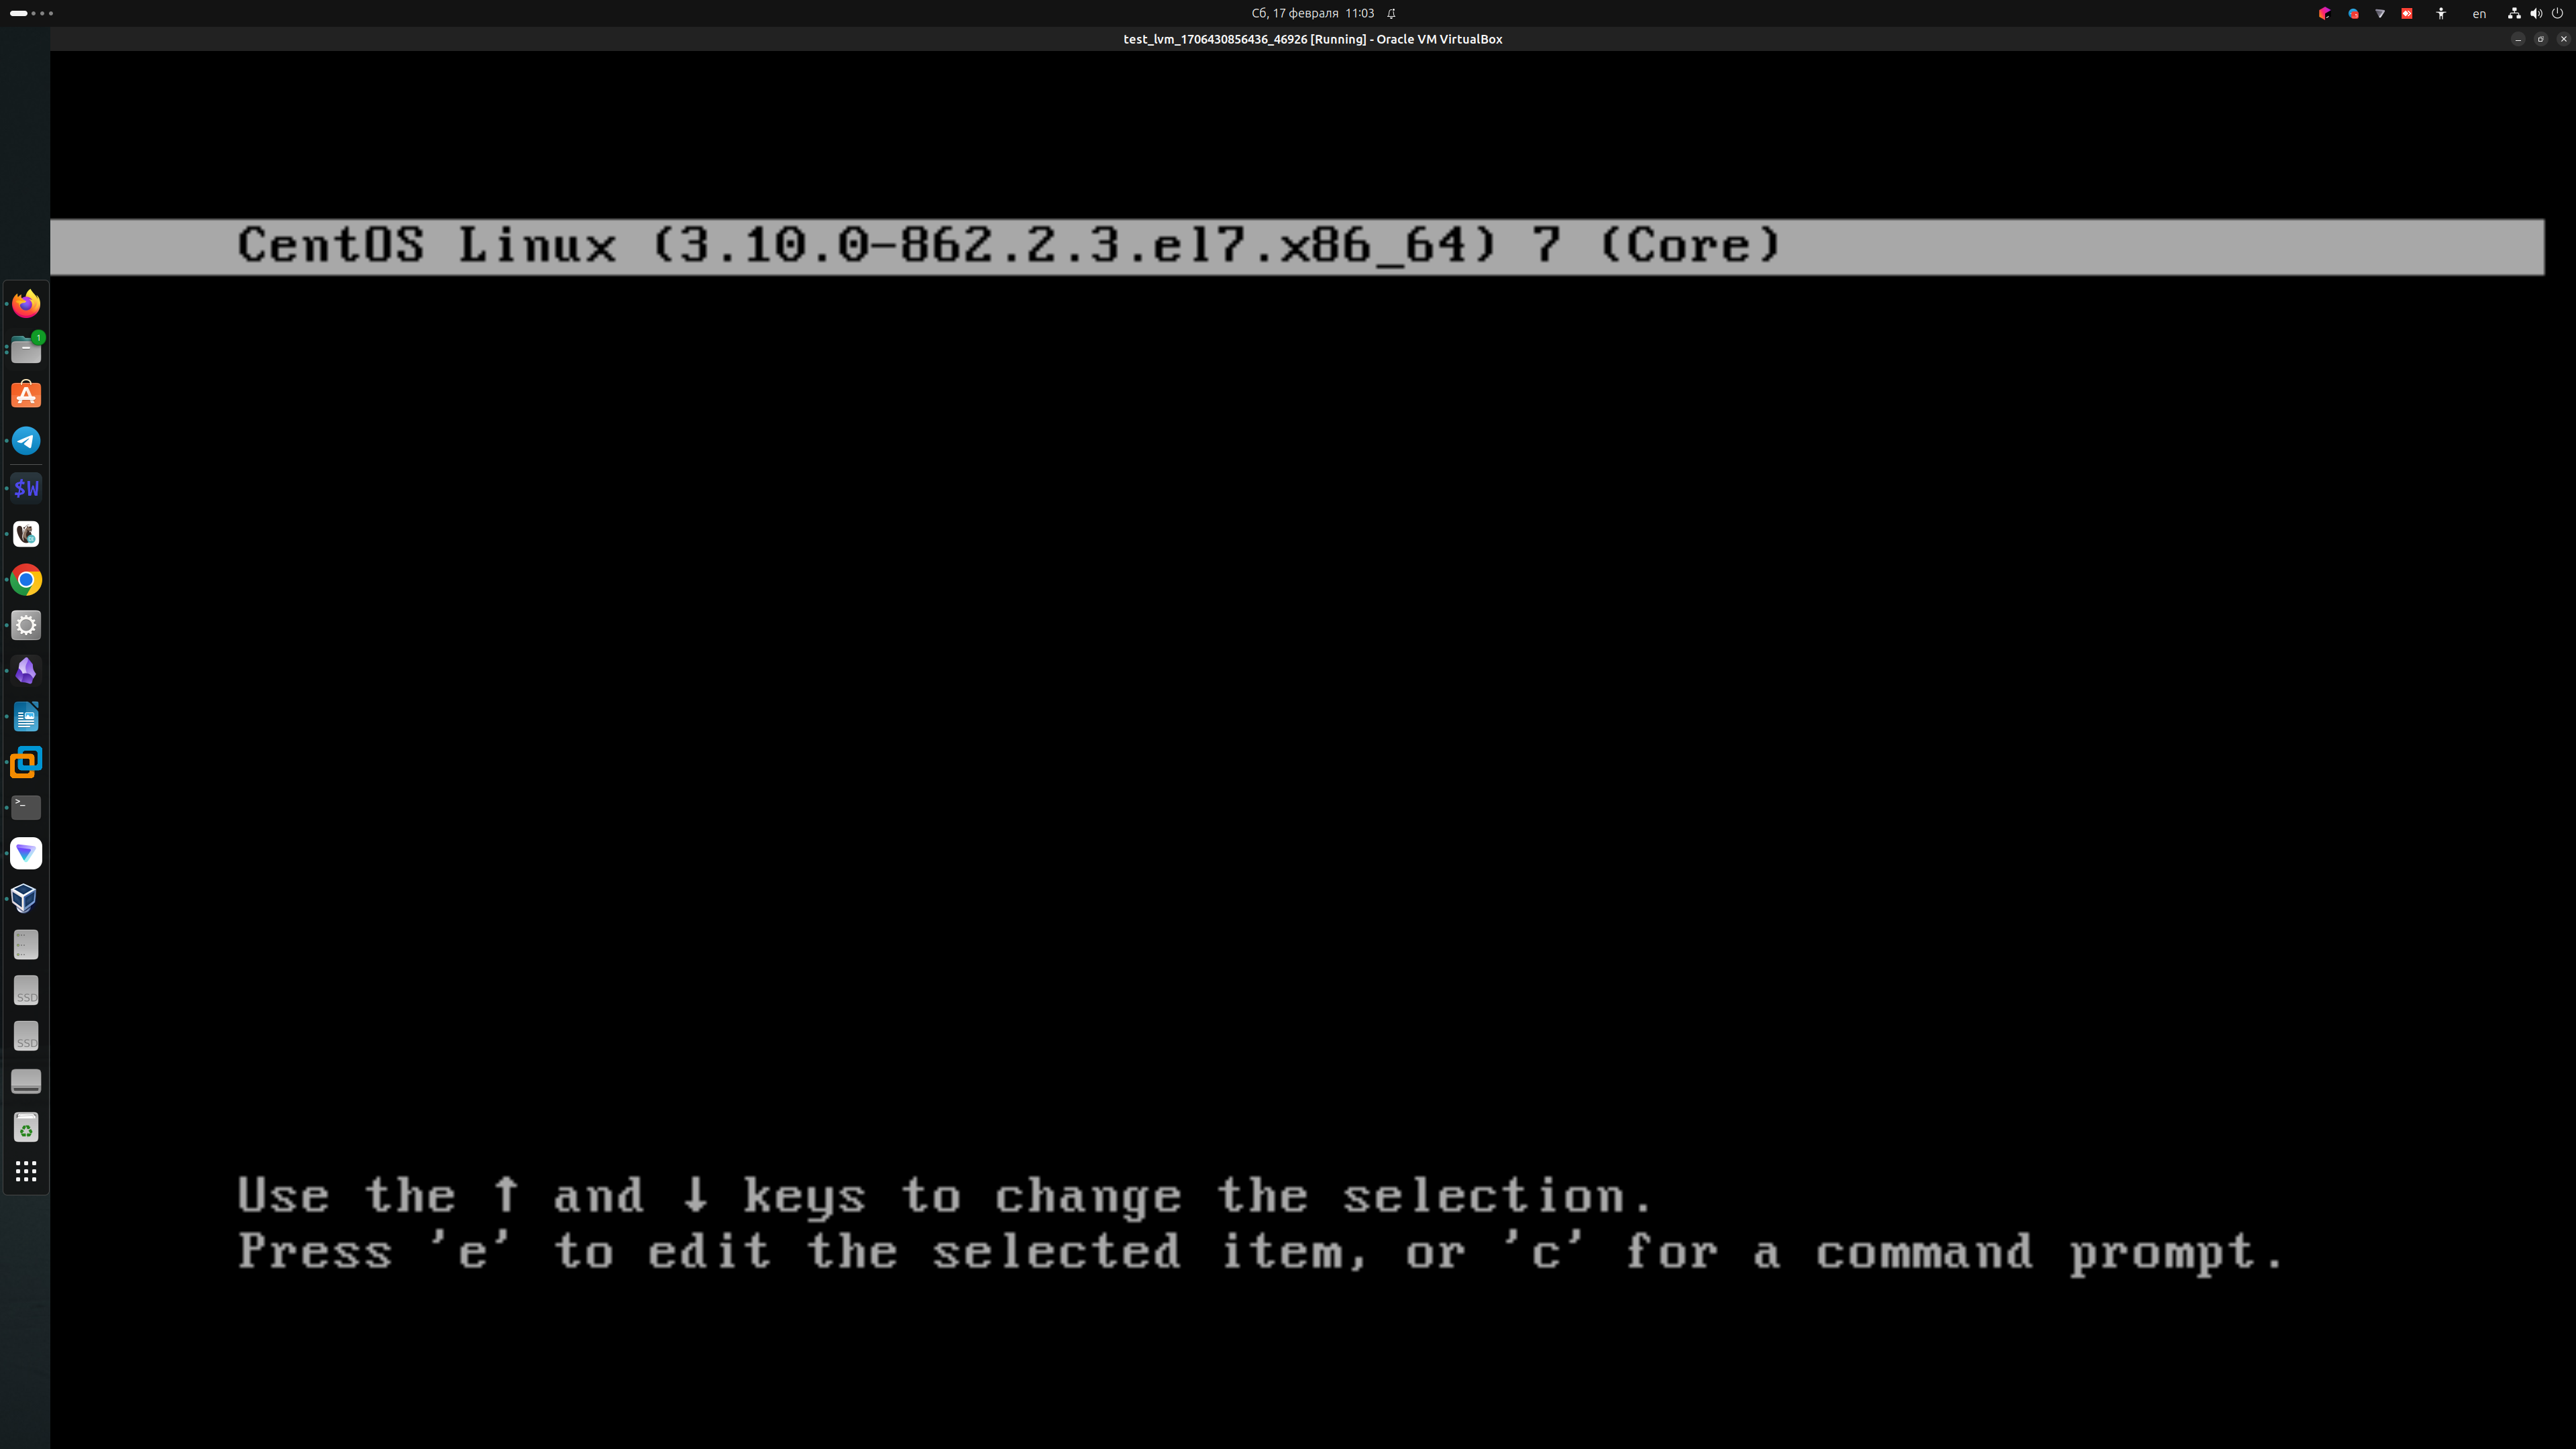 Сб, 17 февраля 11:03
en
test_lvm_1706430856436_46926 [Running] - Oracle VM VirtualBox
CentOS Linux (3.10.0-862.2.3.el7.x86_64) 7 (Core)
1
$W
>_
SSD
SSD
Use the ↑ and ↓ keys to change the selection.
Press 'e' to edit the selected item, or 'c' for a command prompt.